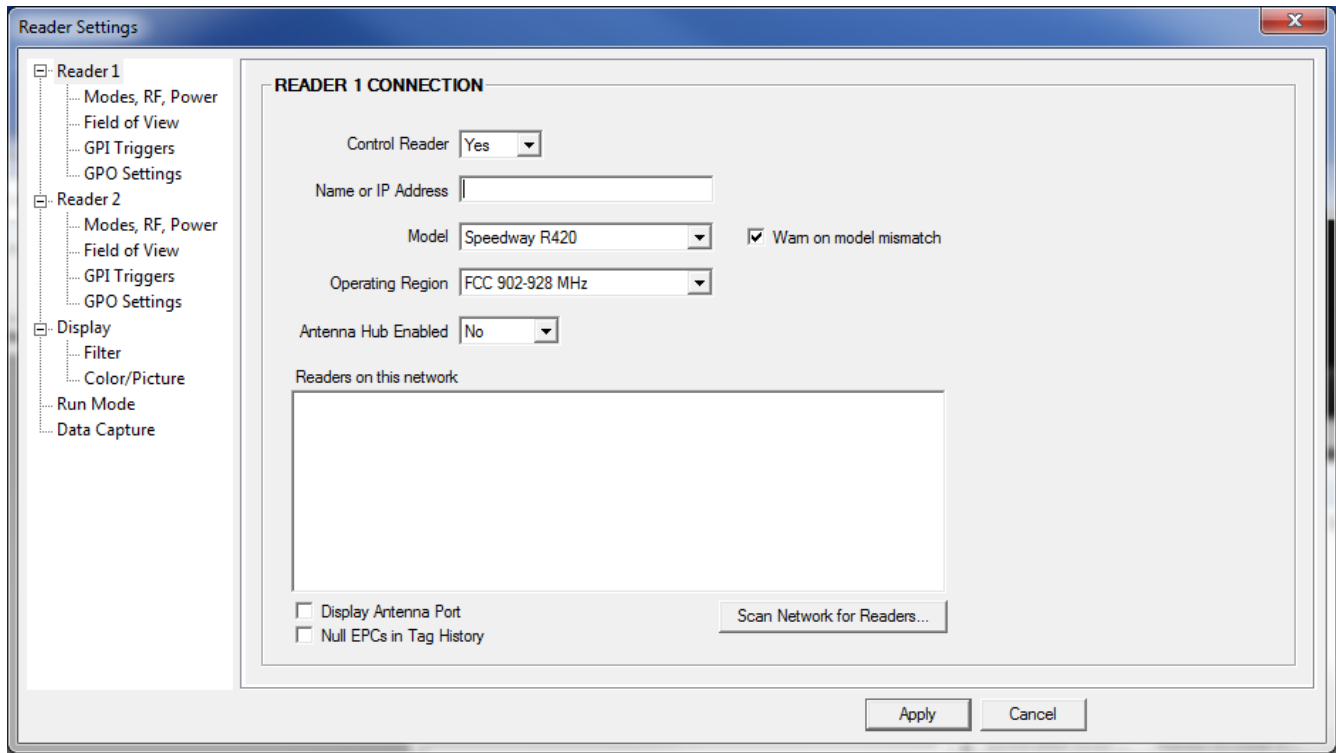 Reader Settings
Reader 1
Modes, RF, Power
Field of View
GPI Triggers
GPO Settings
Reader 2
Modes, RF, Power
Field of View
GPI Triggers
GPO Settings
Display
Filter
Color/Picture
Run Mode
Data Capture
READER 1 CONNECTION
Control Reader Yes
Name or IP Address
Model Speedway R420 Warn on model mismatch
Operating Region FCC 902-928 MHz
Antenna Hub Enabled No
Readers on this network
Display Antenna Port Scan Network for Readers...
Null EPCs in Tag History
Apply Cancel